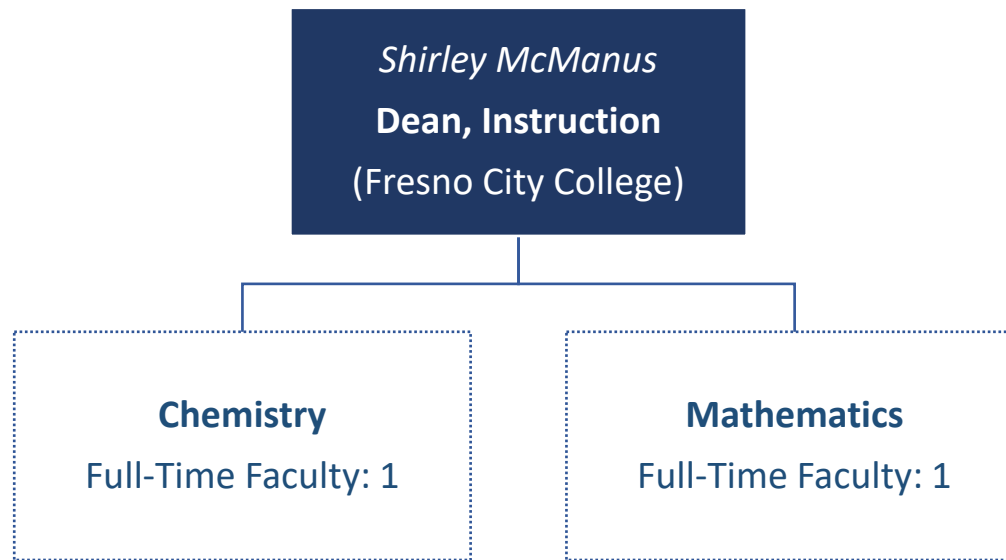 Shirley McManus
Dean, Instruction
(Fresno City College)
Chemistry
Full-Time Faculty: 1
Mathematics
Full-Time Faculty: 1